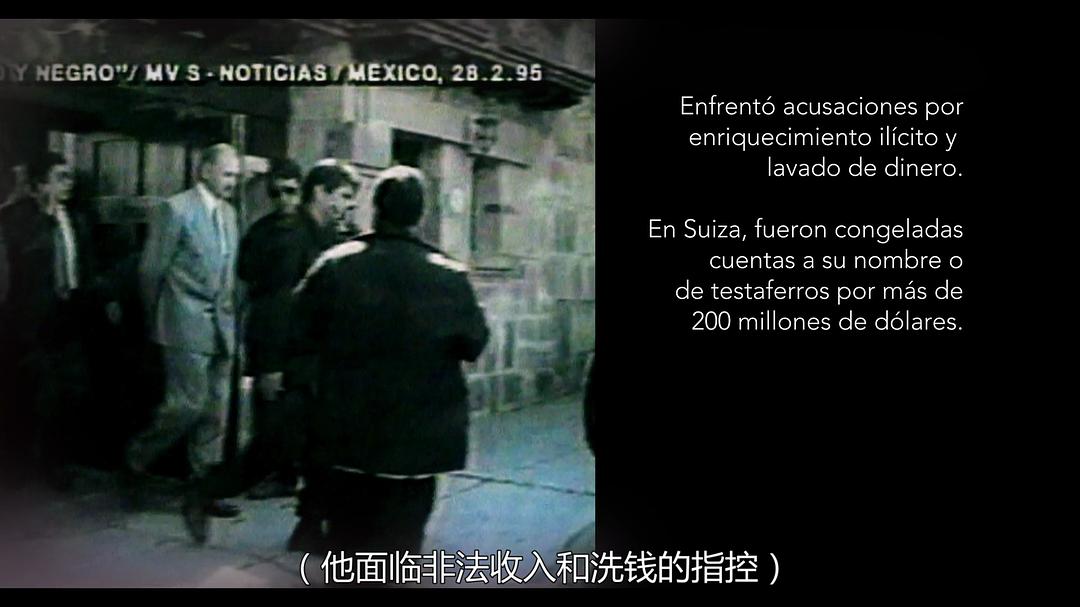 Y NEGRO"/ MV S - NOTICIAS / MEXICO, 28.2.95
Enfrentó acusaciones por
enriquecimiento ilícito y
lavado de dinero.
En Suiza, fueron congeladas
cuentas a su nombre o
de testaferros por más de
200 millones de dólares.
（他面临非法收入和洗钱的指控）